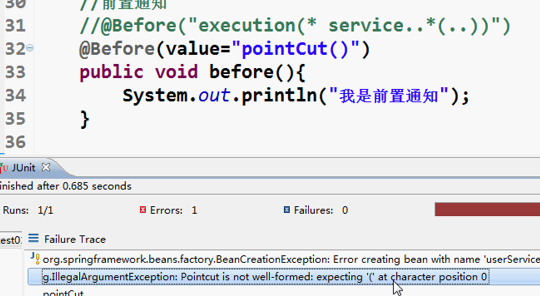 30 //前置通知
31 //@Before("execution(* service..*(..))")
32 @Before(value="pointCut()")
33 public void before(){
34 System.out.println("我是前置通知");
35 }
36
JUnit
inished after 0.685 seconds
Runs: 1/1 Errors: 1 Failures: 0
est02 Failure Trace
org.springframework.beans.factory.BeanCreationException: Error creating bean with name 'userService
g.IllegalArgumentException: Pointcut is not well-formed: expecting '(' at character position 0
pointCut